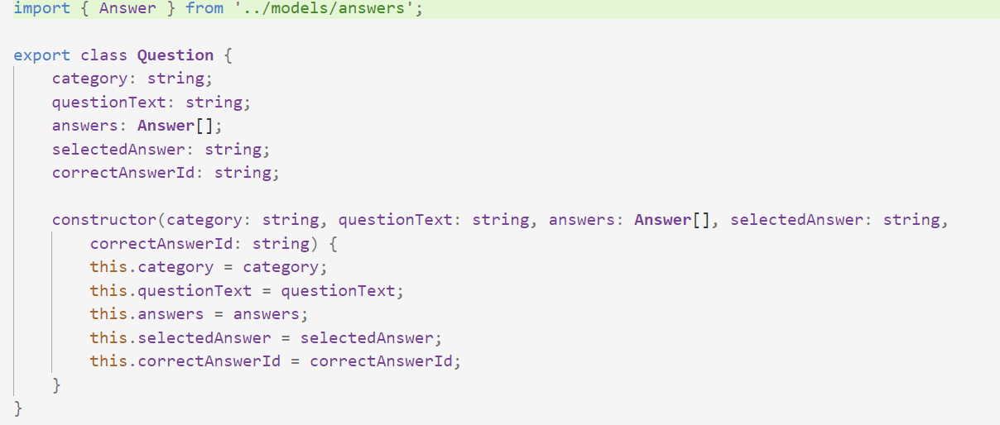 import { Answer } from '../models/answers';
export class Question {
category: string;
questionText: string;
answers: Answer[];
selectedAnswer: string;
correctAnswerId: string;
constructor(category: string, questionText: string, answers: Answer[], selectedAnswer: string,
correctAnswerId: string) {
this.category = category;
this.questionText = questionText;
this.answers = answers;
this.selectedAnswer = selectedAnswer;
this.correctAnswerId = correctAnswerId;
}
}